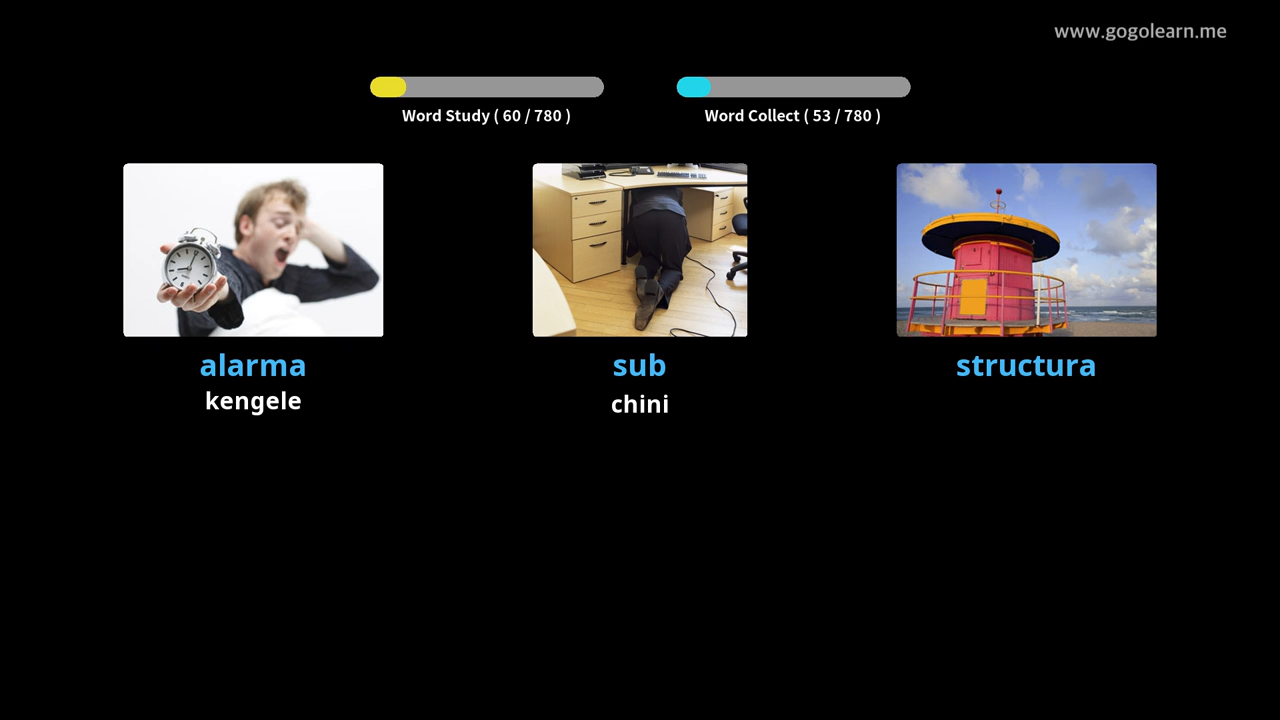 www.gogolearn.me
Word Study ( 60 / 780 )
Word Collect ( 53 / 780 )
alarma
kengele
sub
chini
structura